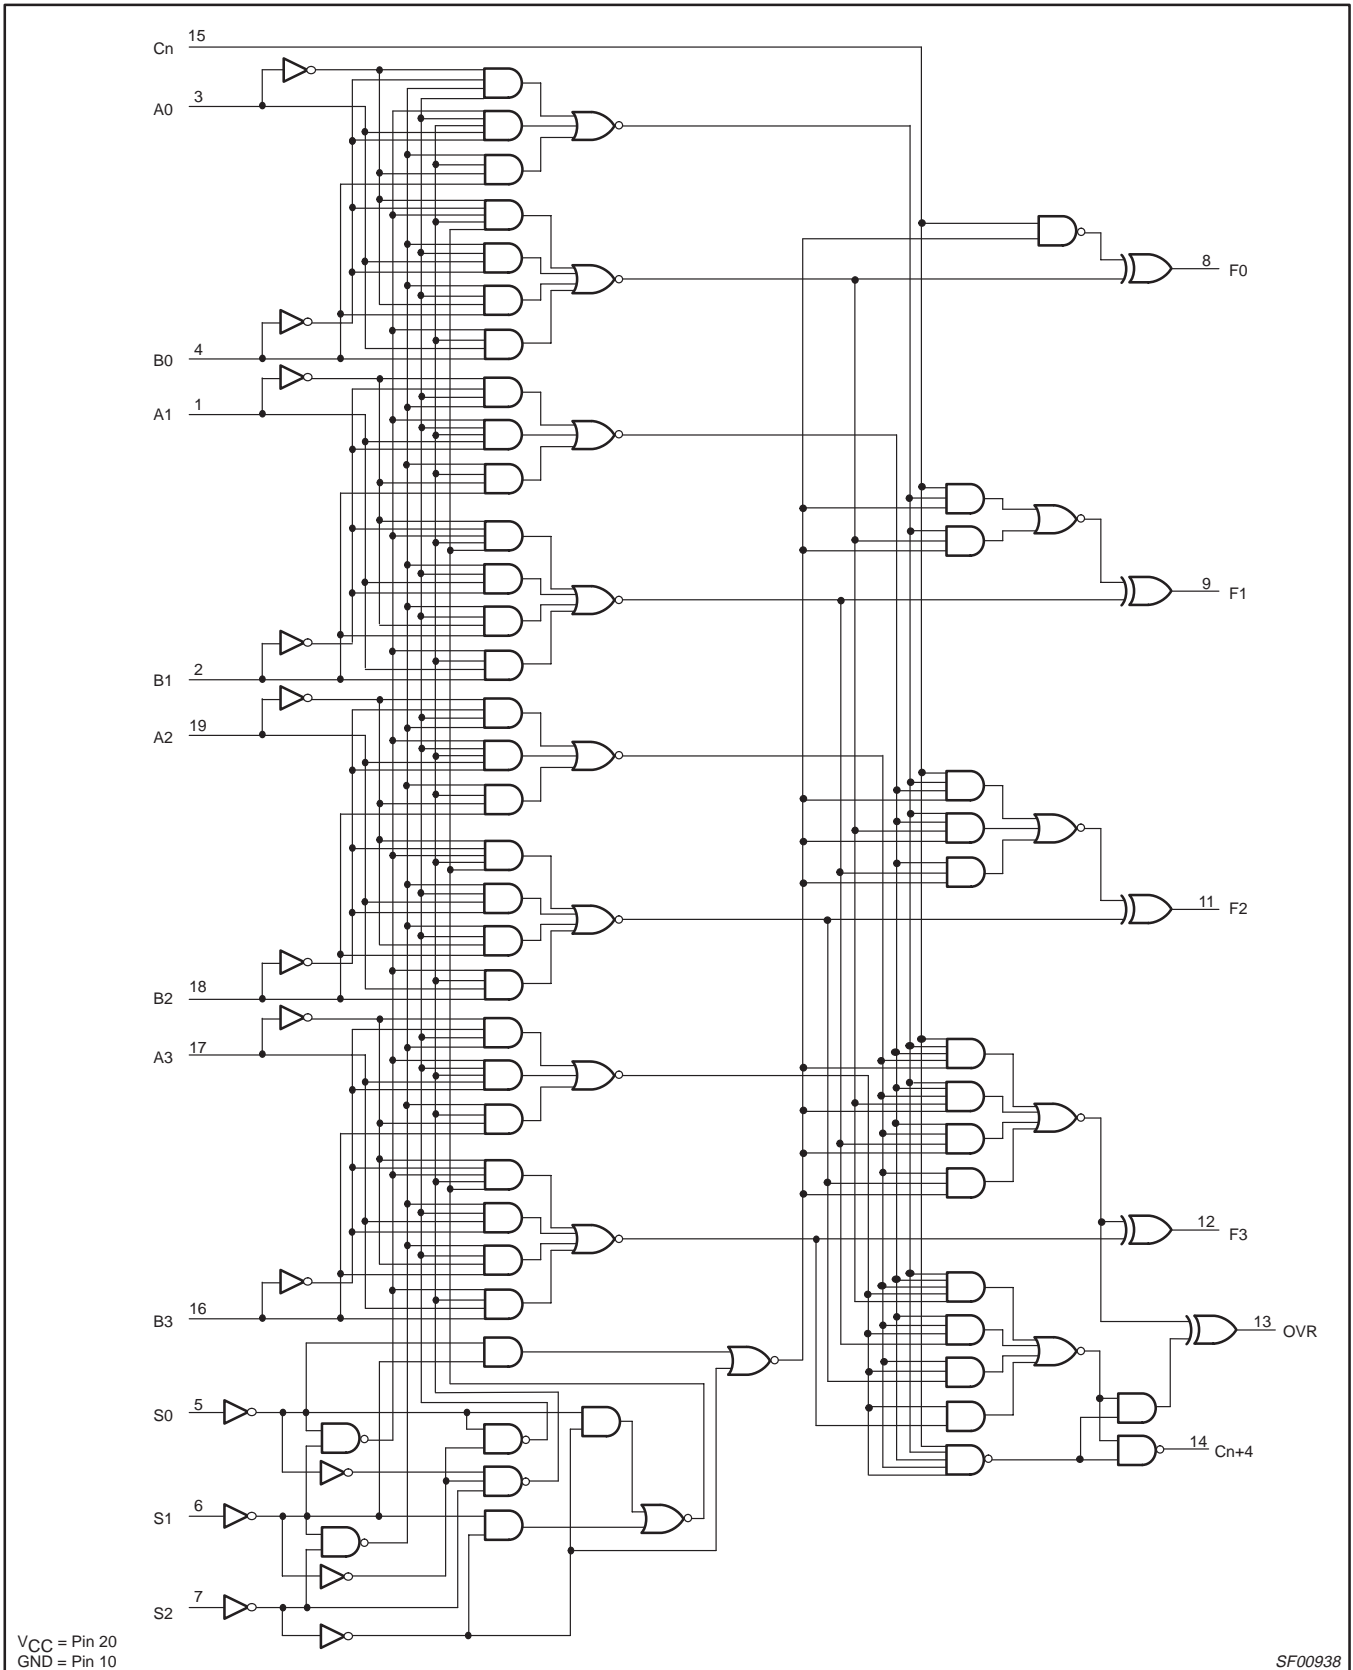 Cn 15
A0 3
8 F0
B0 4
A1 1
9 F1
B1 2
A2 19
11 F2
B2 18
A3 17
12 F3
B3 16
13 OVR
S0 5
14 Cn+4
S1 6
S2 7
VCC = Pin 20
GND = Pin 10
SF00938